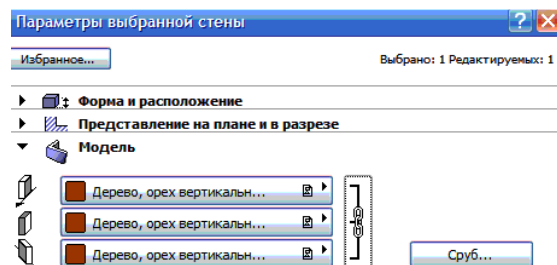 Параметры выбранной стены
Избранное... Выбрано: 1 Редактируемых: 1
Форма и расположение
Представление на плане и в разрезе
Модель
Дерево, орех вертикальн...
Дерево, орех вертикальн...
Дерево, орех вертикальн... Сруб...